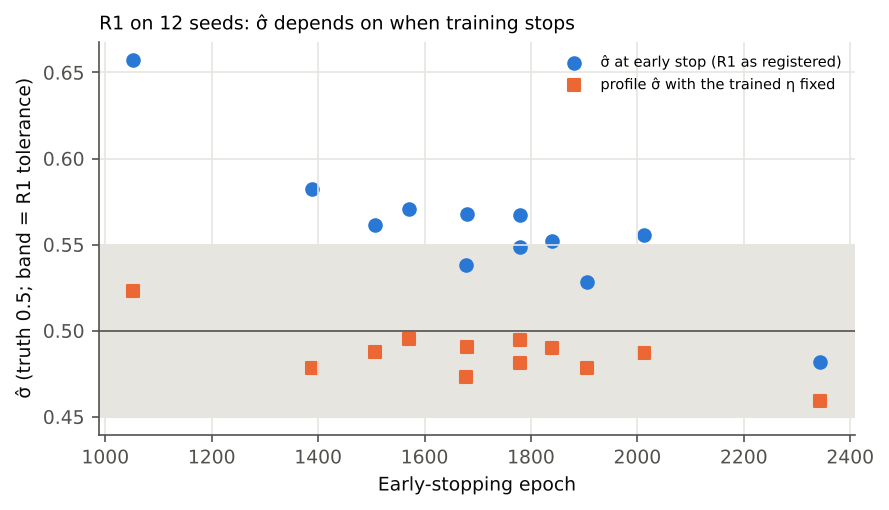 R1 on 12 seeds: σ̂ depends on when training stops
σ̂ at early stop (R1 as registered)
profile σ̂ with the trained η fixed
σ̂ (truth 0.5; band = R1 tolerance)
0.65
0.60
0.55
0.50
0.45
1000 1200 1400 1600 1800 2000 2200 2400
Early-stopping epoch